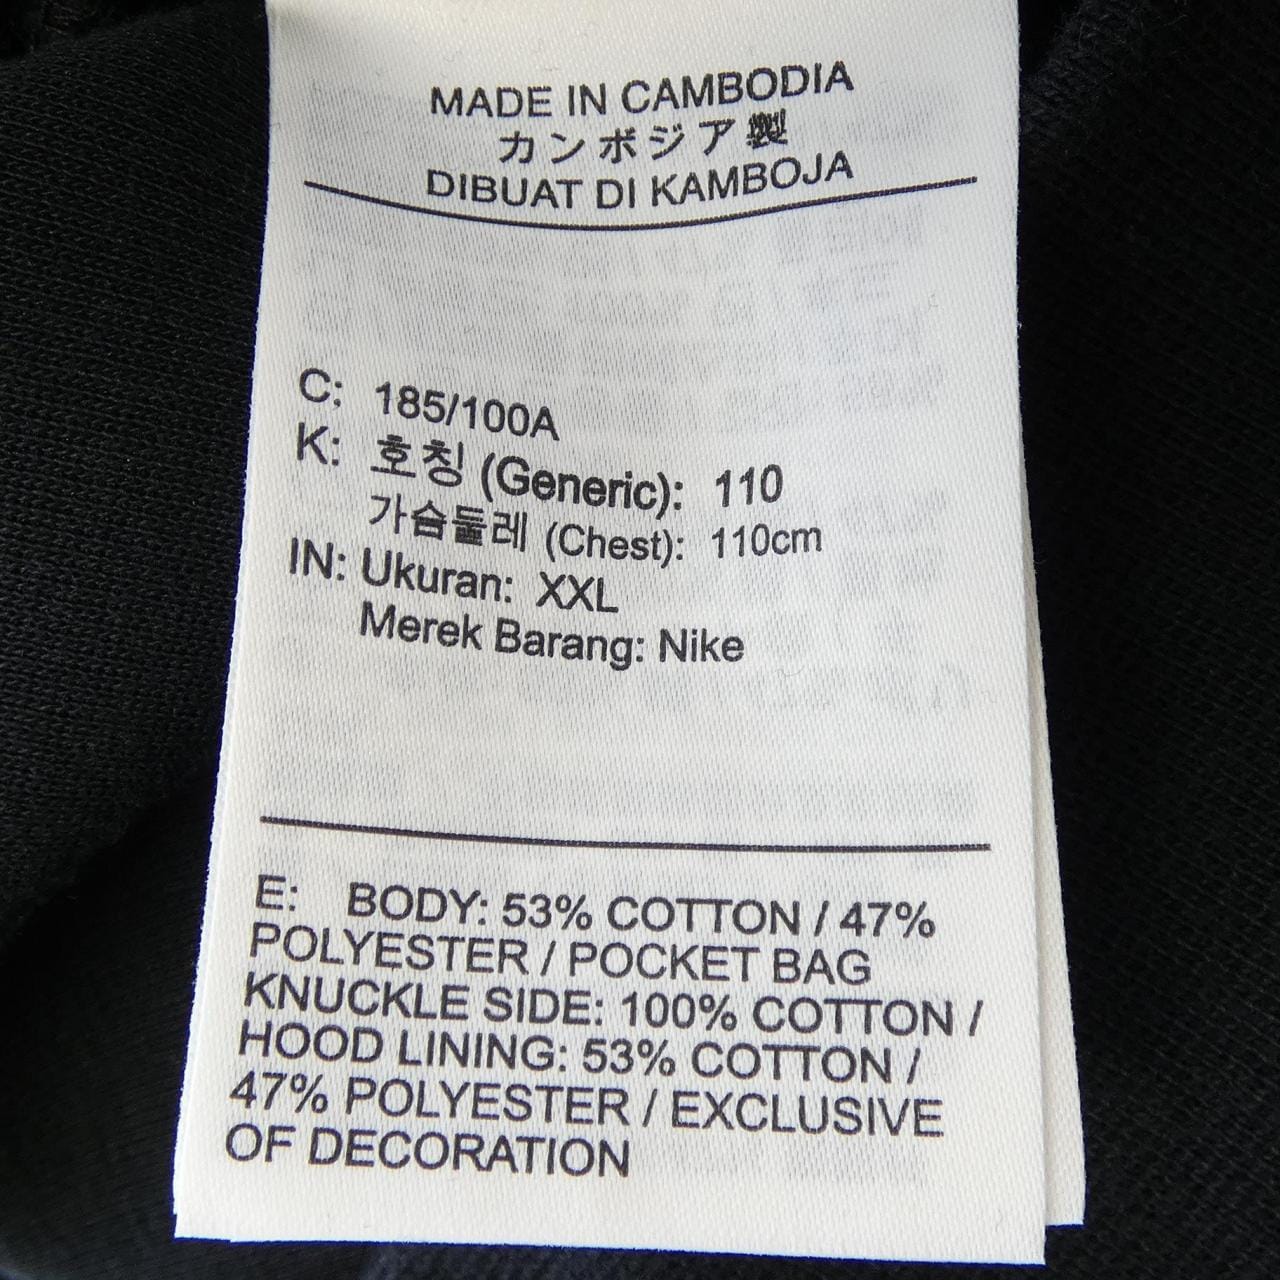 MADE IN CAMBODIA
カンボジア製
DIBUAT DI KAMBOJA
C: 185/100A
K: 호칭 (Generic): 110
가슴둘레 (Chest): 110cm
IN: Ukuran: XXL
Merek Barang: Nike
E: BODY: 53% COTTON / 47%
POLYESTER / POCKET BAG
KNUCKLE SIDE: 100% COTTON /
HOOD LINING: 53% COTTON /
47% POLYESTER / EXCLUSIVE
OF DECORATION